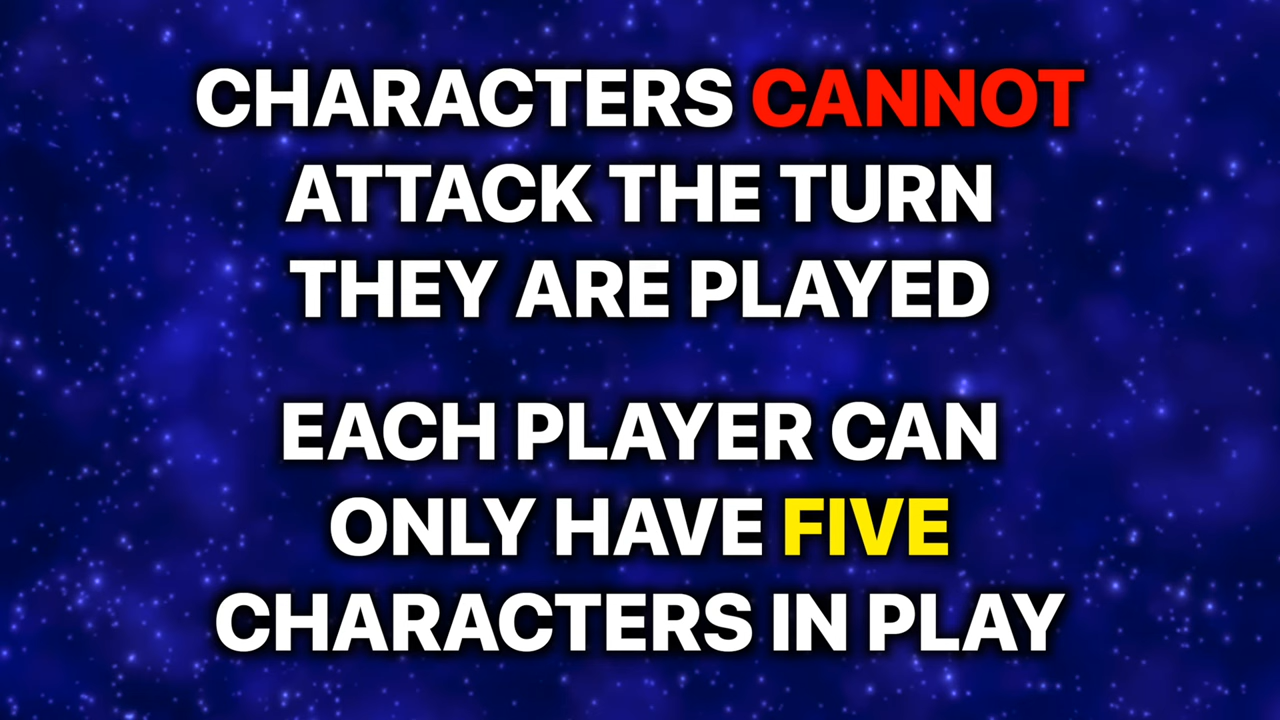 CHARACTERS CANNOT
ATTACK THE TURN
THEY ARE PLAYED
EACH PLAYER CAN
ONLY HAVE FIVE
CHARACTERS IN PLAY